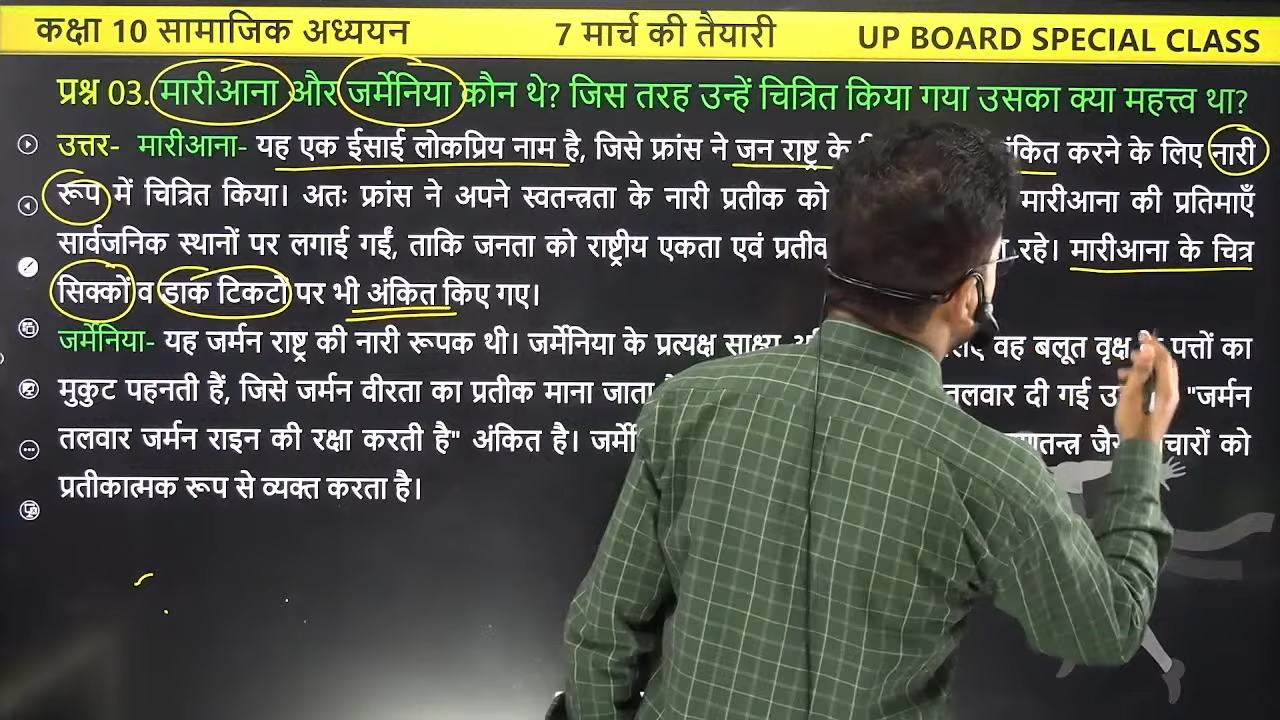 कक्षा 10 सामाजिक अध्ययन 7 मार्च की तैयारी UP BOARD SPECIAL CLASS
प्रश्न 03. मारीआना और जर्मेनिया कौन थे? जिस तरह उन्हें चित्रित किया गया उसका क्या महत्त्व था?
उत्तर- मारीआना- यह एक ईसाई लोकप्रिय नाम है, जिसे फ्रांस ने जन राष्ट्र के करने के लिए नारी
रूप में चित्रित किया। अतः फ्रांस ने अपने स्वतन्त्रता के नारी प्रतीक को मारीआना की प्रतिमाएँ
सार्वजनिक स्थानों पर लगाई गईं, ताकि जनता को राष्ट्रीय एकता एवं रहे। मारीआना के चित्र
सिक्कों व डाक टिकटों पर भी अंकित किए गए।
जर्मेनिया- यह जर्मन राष्ट्र की नारी रूपक थी। जर्मेनिया के प्रत्यक्ष साक्ष्य वह बलूत वृक्ष पत्तों का
मुकुट पहनती हैं, जिसे जर्मन वीरता का प्रतीक माना जाता तलवार दी गई "जर्मन
तलवार जर्मन राइन की रक्षा करती है" अंकित है। को
प्रतीकात्मक रूप से व्यक्त करता है।